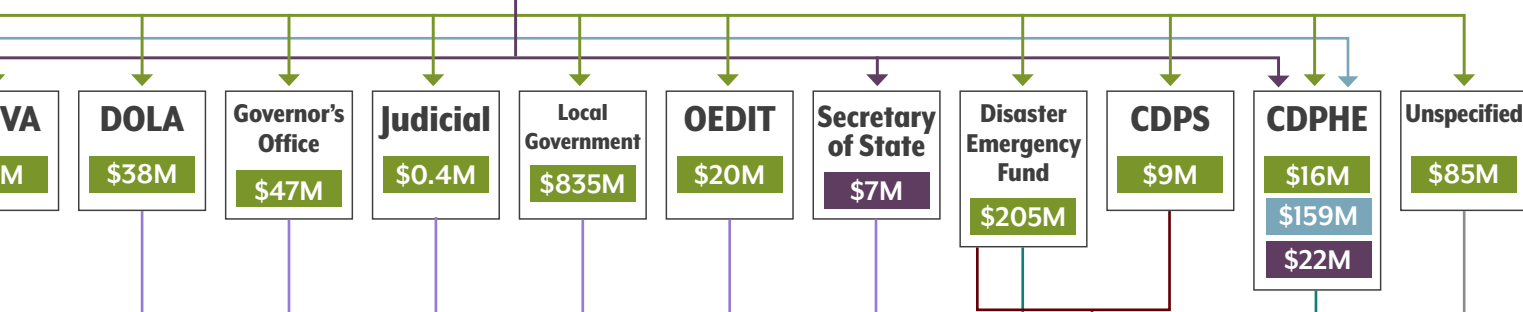 VA
M
DOLA
$38M
Governor's
Office
$47M
Judicial
$0.4M
Local
Government
$835M
OEDIT
$20M
Secretary
of State
$7M
Disaster
Emergency
Fund
$205M
CDPS
$9M
CDPHE
$16M
$159M
$22M
Unspecified
$85M